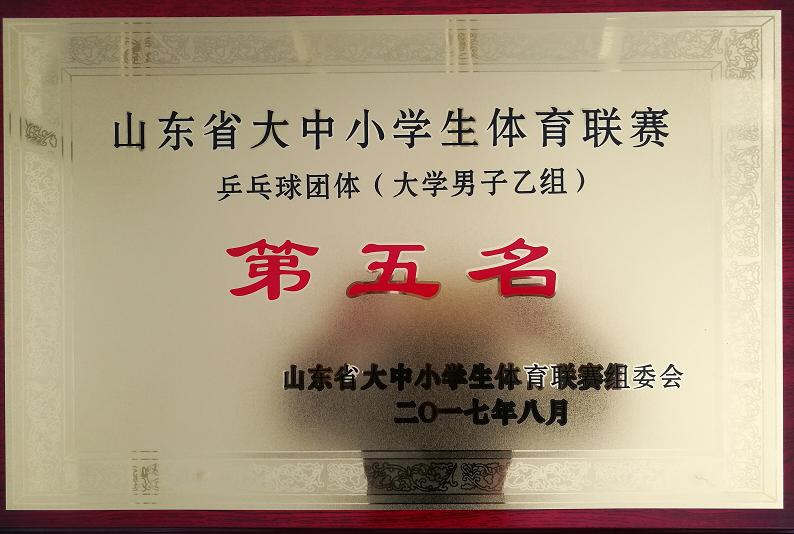 山东省大中小学生体育联赛
乒乓球团体（大学男子乙组）
第五名
山东省大中小学生体育联赛组委会
二〇一七年八月